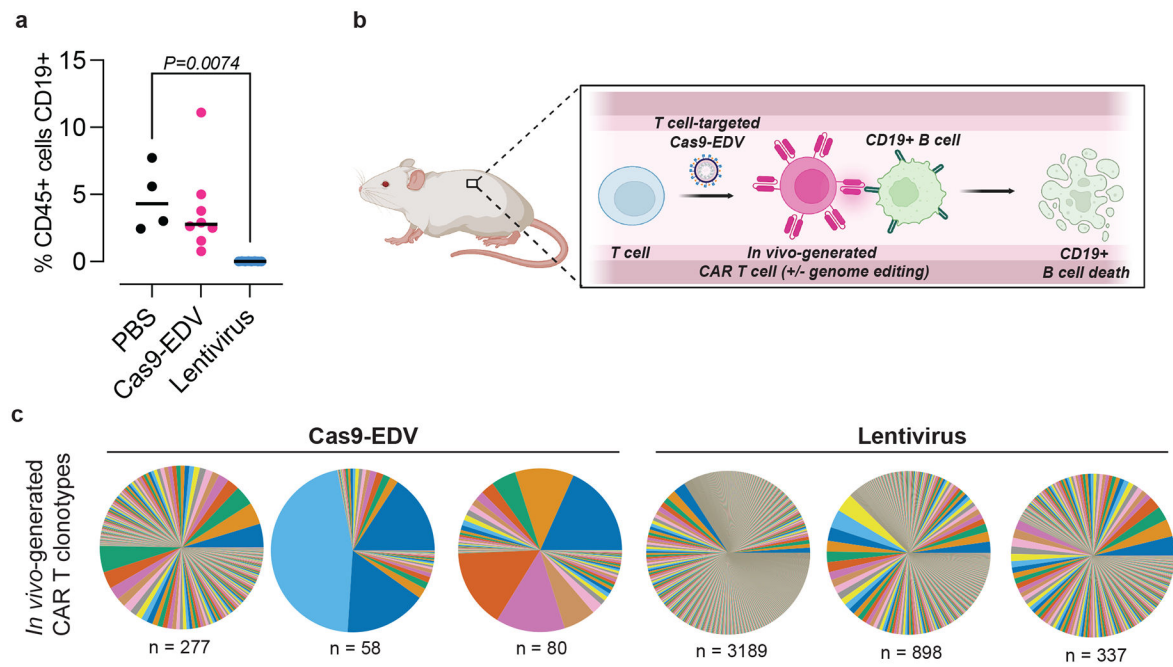 a
% CD45+ cells CD19+
15
10
5
0
P=0.0074
PBS
Cas9-EDV
Lentivirus
b
T cell-targeted
Cas9-EDV
CD19+ B cell
T cell
In vivo-generated
CAR T cell (+/- genome editing)
CD19+
B cell death
c
Cas9-EDV
Lentivirus
In vivo-generated
CAR T clonotypes
n = 277
n = 58
n = 80
n = 3189
n = 898
n = 337